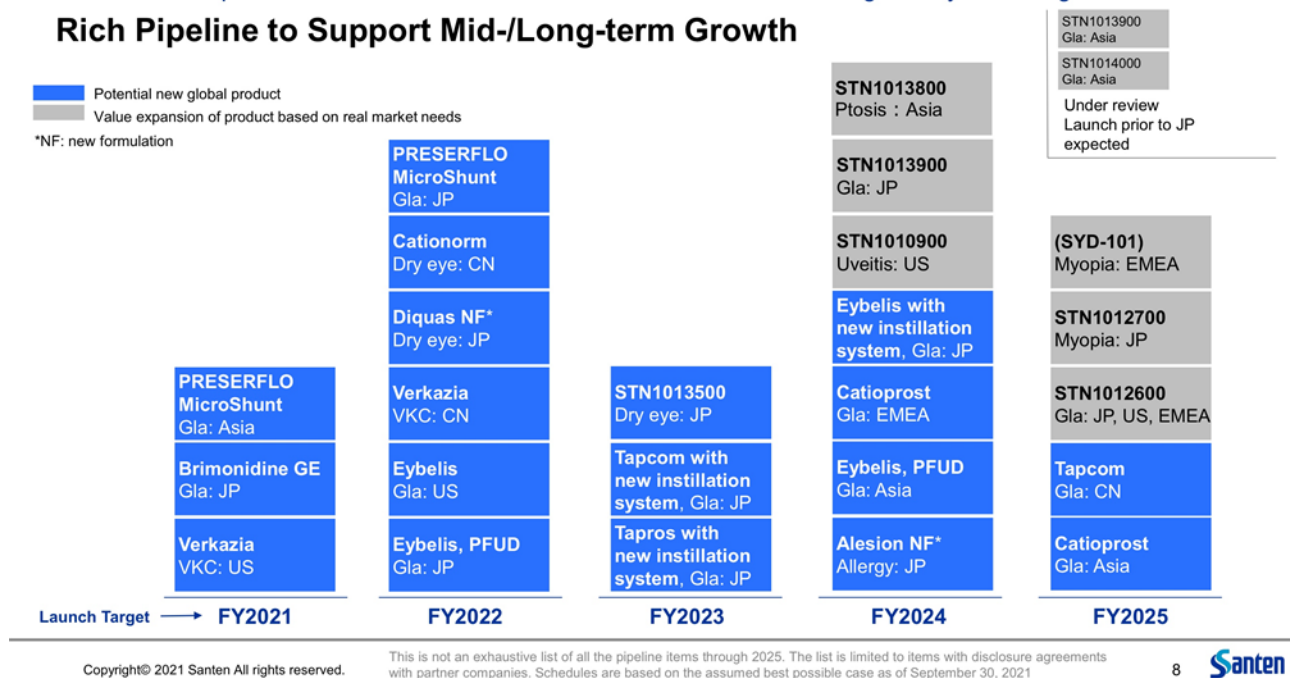 Rich Pipeline to Support Mid-/Long-term Growth
STN1013900
Gla: Asia
STN1014000
Gla: Asia
Under review
Launch prior to JP
expected
Potential new global product
Value expansion of product based on real market needs
*NF: new formulation
PRESERFLO
MicroShunt
Gla: Asia
Brimonidine GE
Gla: JP
Verkazia
VKC: US
PRESERFLO
MicroShunt
Gla: JP
Cationorm
Dry eye: CN
Diquas NF*
Dry eye: JP
Verkazia
VKC: CN
Eybelis
Gla: US
Eybelis, PFUD
Gla: JP
STN1013500
Dry eye: JP
Tapcom with
new instillation
system, Gla: JP
Tapros with
new instillation
system, Gla: JP
STN1013800
Ptosis : Asia
STN1013900
Gla: JP
STN1010900
Uveitis: US
Eybelis with
new instillation
system, Gla: JP
Catioprost
Gla: EMEA
Eybelis, PFUD
Gla: Asia
Alesion NF*
Allergy: JP
(SYD-101)
Myopia: EMEA
STN1012700
Myopia: JP
STN1012600
Gla: JP, US, EMEA
Tapcom
Gla: CN
Catioprost
Gla: Asia
Launch Target FY2021 FY2022 FY2023 FY2024 FY2025
Copyright© 2021 Santen All rights reserved.
This is not an exhaustive list of all the pipeline items through 2025. The list is limited to items with disclosure agreements
with partner companies. Schedules are based on the assumed best possible case as of September 30, 2021
8
Santen